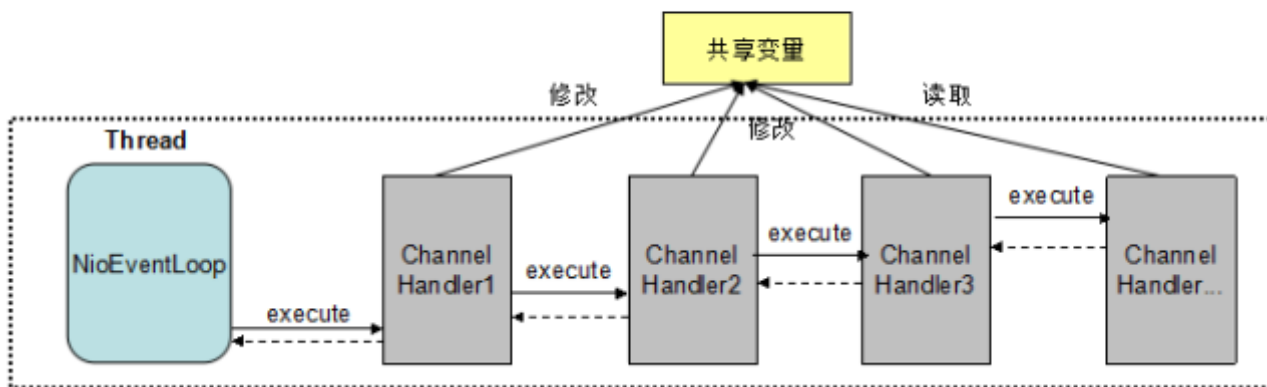 共享变量
修改
读取
修改
Thread
execute
execute
execute
execute
NioEventLoop
Channel
Handler1
Channel
Handler2
Channel
Handler3
Channel
Handler...